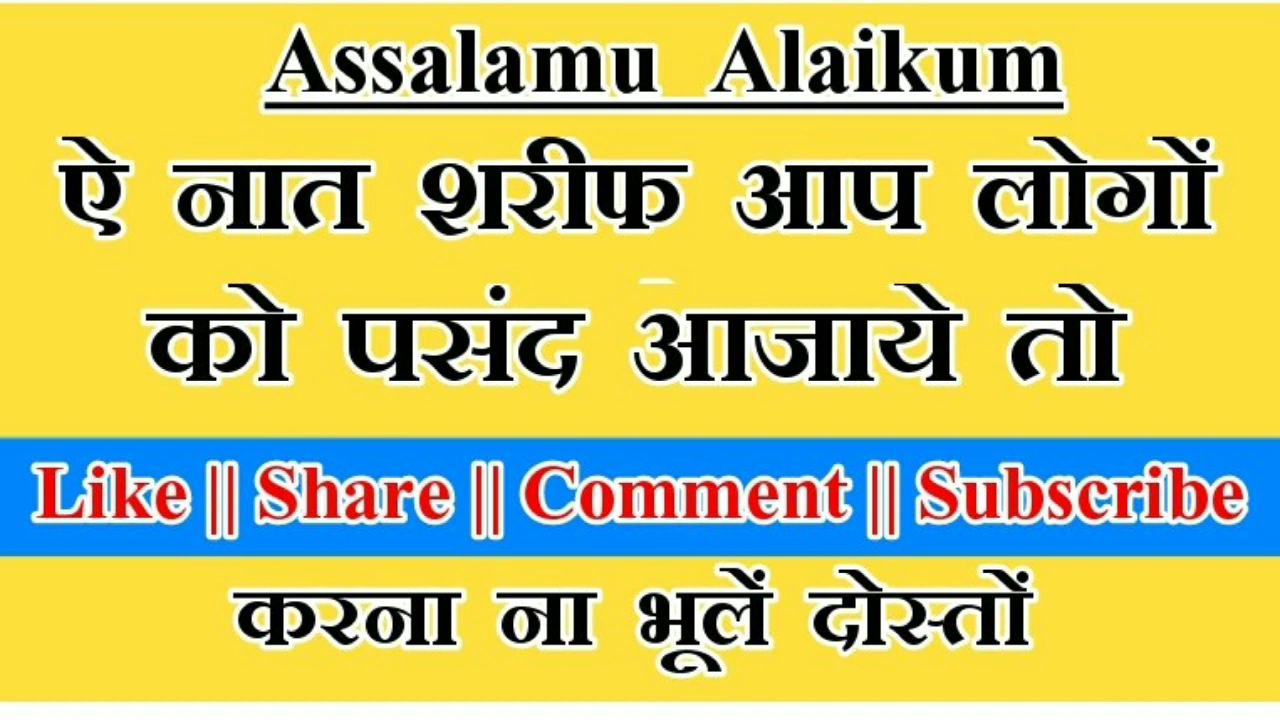 Assalamu Alaikum
ऐ नात शरीफ आप लोगों
को पसंद आजाये तो
Like || Share || Comment || Subscribe
करना ना भूलें दोस्तों